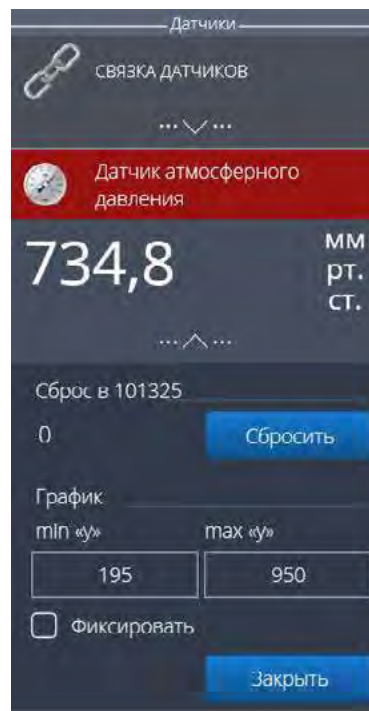 Датчики
СВЯЗКА ДАТЧИКОВ
Датчик атмосферного
давления
734,8
мм
рт.
ст.
Сброс в 101325
0
Сбросить
График
min «y»
max «y»
195
950
Фиксировать
Закрыть